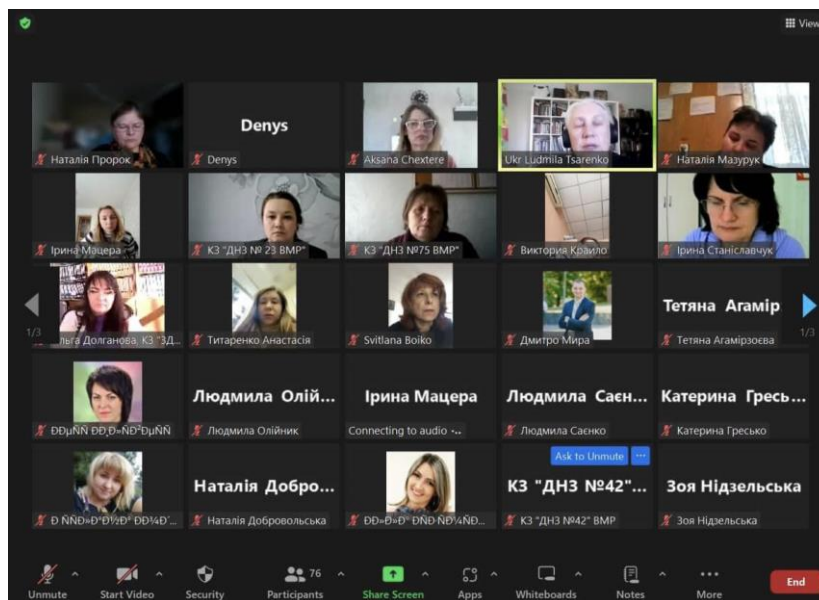 View
Наталія Пророк
Denys
Denys
Aksana Chextere
Ukr Ludmila Tsarenko
Наталія Мазурук
Ірина Мацера
КЗ "ДНЗ № 23 ВМР"
КЗ "ДНЗ №75 ВМР"
Виктория Краило
Ірина Станіславчук
1/3
льга Долганова, КЗ "ЗД...
Титаренко Анастасія
Svitlana Boiko
Дмитро Мира
Тетяна Агамір
Тетяна Агамірзоєва
1/3
Людмила Олій...
Людмила Олійник
Ірина Мацера
Connecting to audio ·..
Людмила Саєн...
Людмила Саєнко
Катерина Гресь...
Катерина Гресько
Наталія Добро...
Наталія Добровольська
Ask to Unmute ···
КЗ "ДНЗ №42"...
КЗ "ДНЗ №42" ВМР
Зоя Нідзельська
Зоя Нідзельська
Unmute
Start Video
Security
Participants
76
Share Screen
Apps
Whiteboards
Notes
More
End